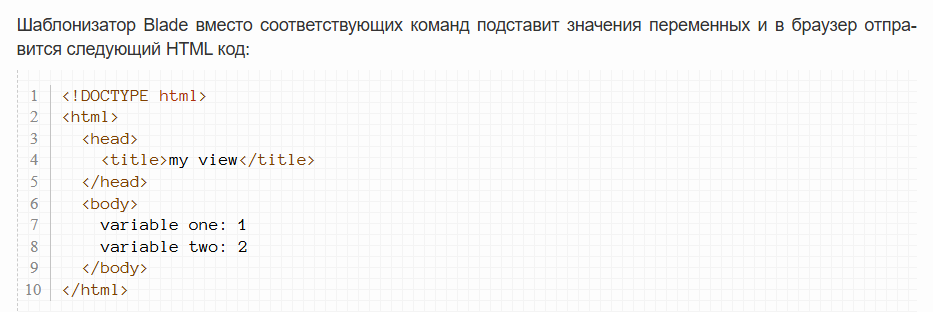 Шаблонизатор Blade вместо соответствующих команд подставит значения переменных и в браузер отпра-
вится следующий HTML код:
1 <!DOCTYPE html>
2 <html>
3 <head>
4 <title>my view</title>
5 </head>
6 <body>
7 variable one: 1
8 variable two: 2
9 </body>
10 </html>